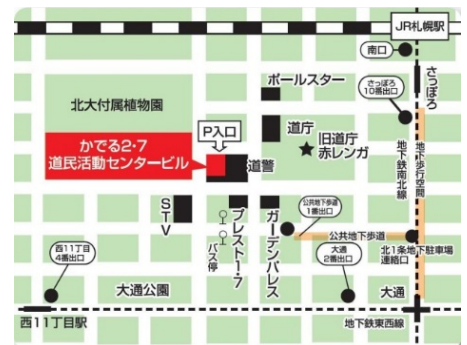 JR札幌駅
南口
ポールスター
さっぽろ
さっぽろ
10番出口
北大付属植物園
P入口
道庁
旧道庁
赤レンガ
かでる2・7
道民活動センタービル
道警
地下鉄南北線
地下歩行空間
STV
プレスト1・7
バス停
ガーデンパレス
公共地下歩道
1番出口
公共地下歩道
北1条地下駐車場
連絡口
西11丁目
4番出口
大通公園
大通
2番出口
大通
西11丁目駅
地下鉄東西線